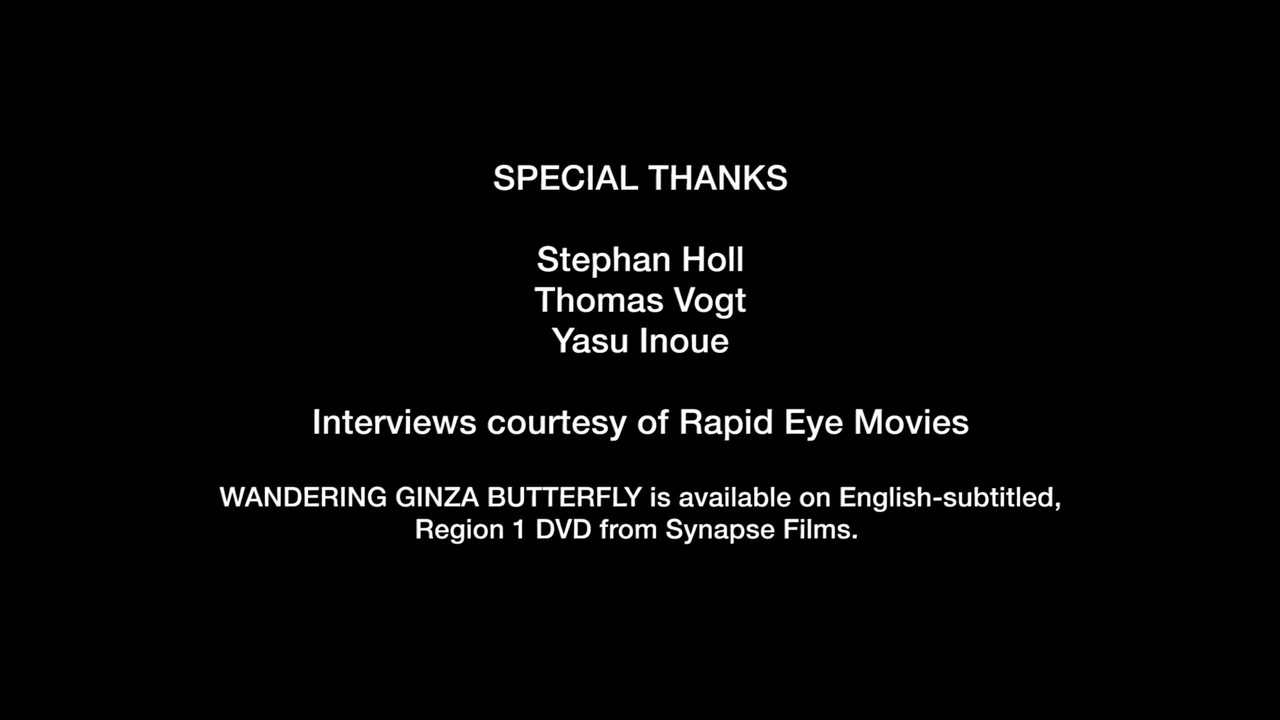 SPECIAL THANKS
Stephan Holl
Thomas Vogt
Yasu Inoue
Interviews courtesy of Rapid Eye Movies
WANDERING GINZA BUTTERFLY is available on English-subtitled,
Region 1 DVD from Synapse Films.